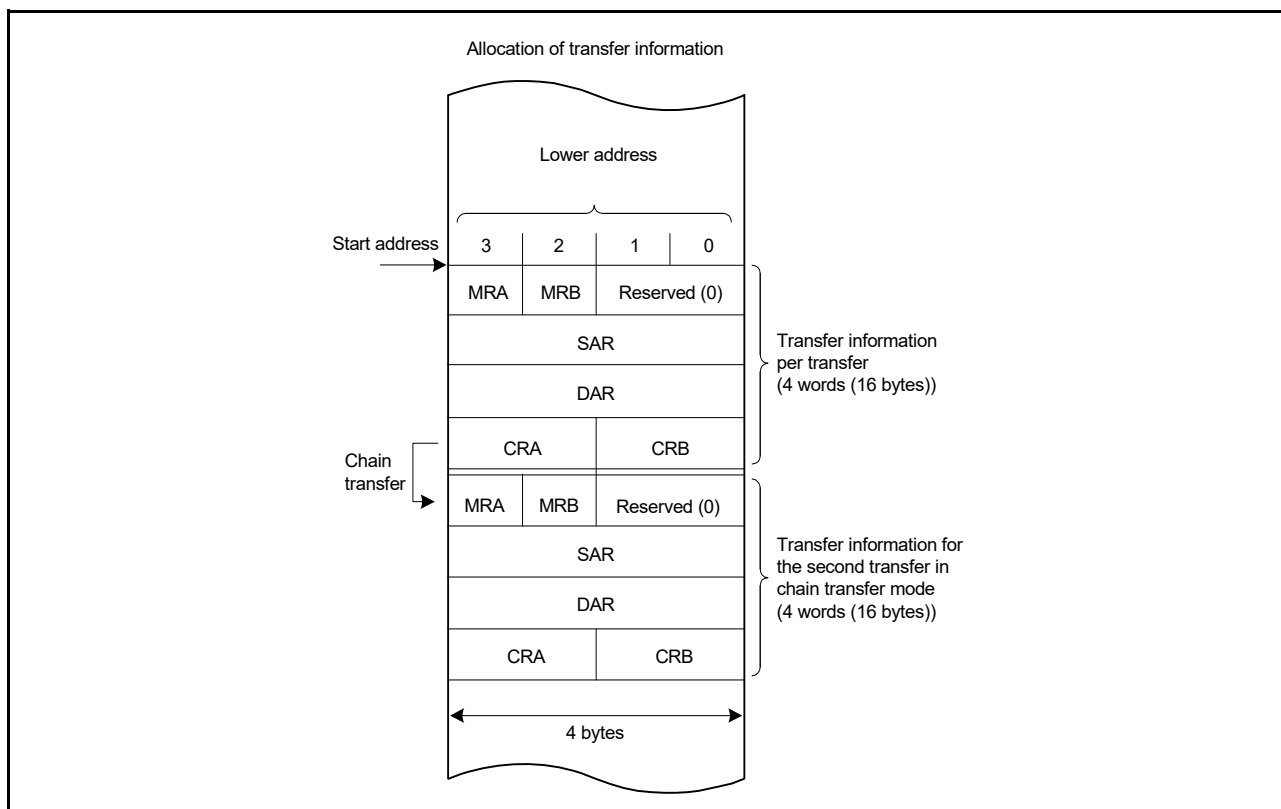 Allocation of transfer information
Lower address
Start address
3 2 1 0
MRA MRB Reserved (0)
SAR
DAR
CRA CRB
Transfer information
per transfer
(4 words (16 bytes))
Chain
transfer
MRA MRB Reserved (0)
SAR
DAR
CRA CRB
Transfer information for
the second transfer in
chain transfer mode
(4 words (16 bytes))
4 bytes